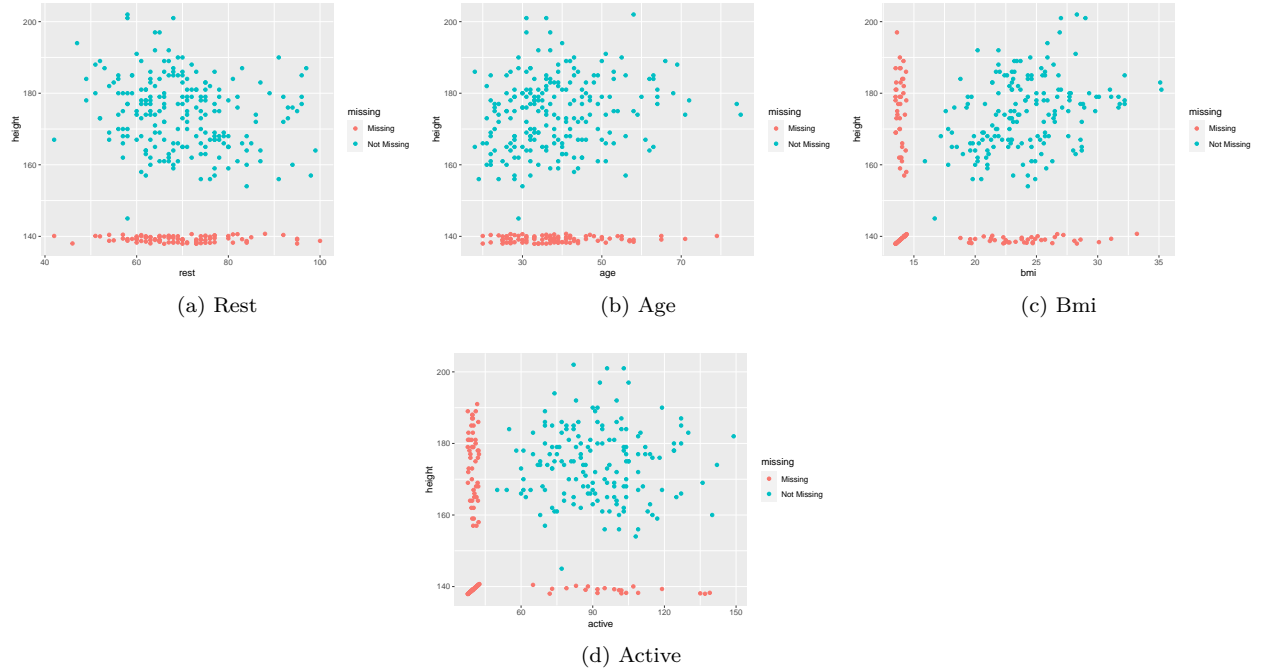 200
180
160
140
height
40
60
80
100
rest
missing
Missing
Not Missing
(a) Rest
200
180
160
140
height
30
50
70
age
missing
Missing
Not Missing
(b) Age
200
180
160
140
height
15
20
25
30
35
bmi
missing
Missing
Not Missing
(c) Bmi
200
180
160
140
height
60
90
120
150
active
missing
Missing
Not Missing
(d) Active